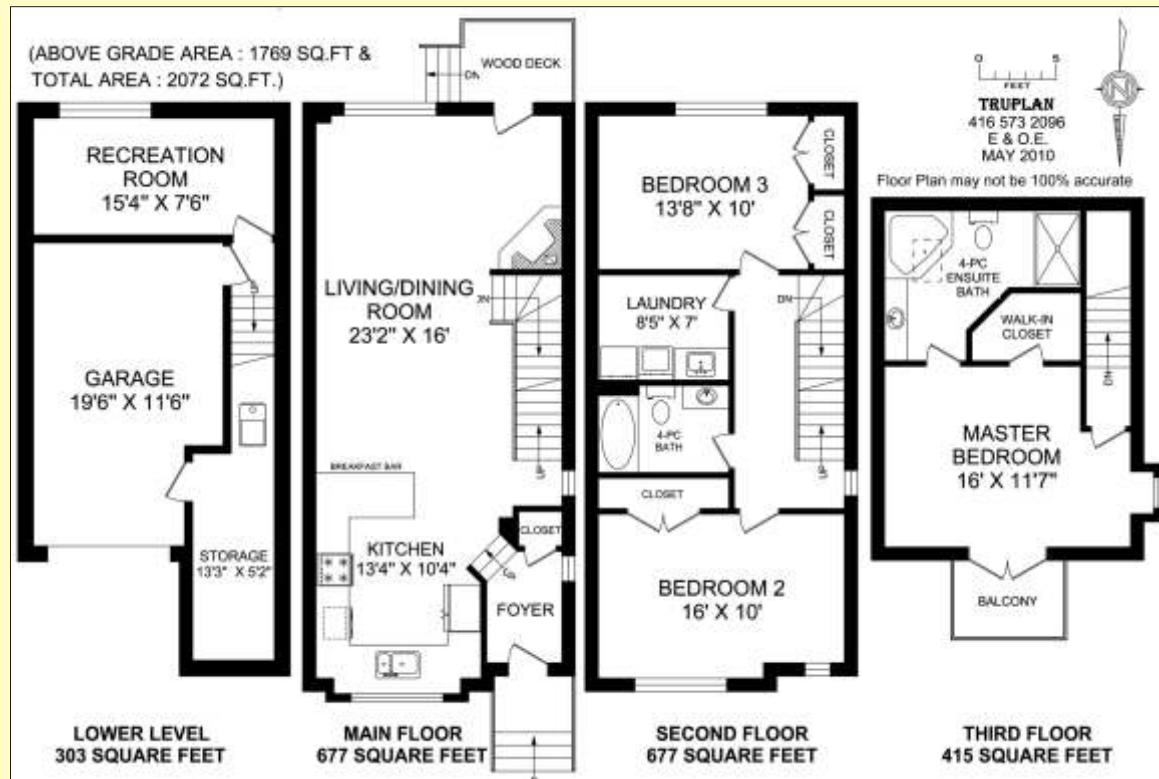 (ABOVE GRADE AREA : 1769 SQ.FT &
TOTAL AREA : 2072 SQ.FT.)
RECREATION
ROOM
15'4" X 7'6"
GARAGE
19'6" X 11'6"
STORAGE
13'3" X 5'2"
LOWER LEVEL
303 SQUARE FEET
WOOD DECK
DN
LIVING/DINING
ROOM
23'2" X 16'
DN
UP
BREAKFAST BAR
KITCHEN
13'4" X 10'4"
CLOSET
UP
FOYER
MAIN FLOOR
677 SQUARE FEET
BEDROOM 3
13'8" X 10'
CLOSET
CLOSET
LAUNDRY
8'5" X 7'
DN
4-PC
BATH
UP
CLOSET
BEDROOM 2
16' X 10'
SECOND FLOOR
677 SQUARE FEET
0 5
FEET
TRUPLAN
416 573 2096
E & O.E.
MAY 2010
N
Floor Plan may not be 100% accurate
4-PC
ENSUITE
BATH
WALK-IN
CLOSET
DN
MASTER
BEDROOM
16' X 11'7"
BALCONY
THIRD FLOOR
415 SQUARE FEET